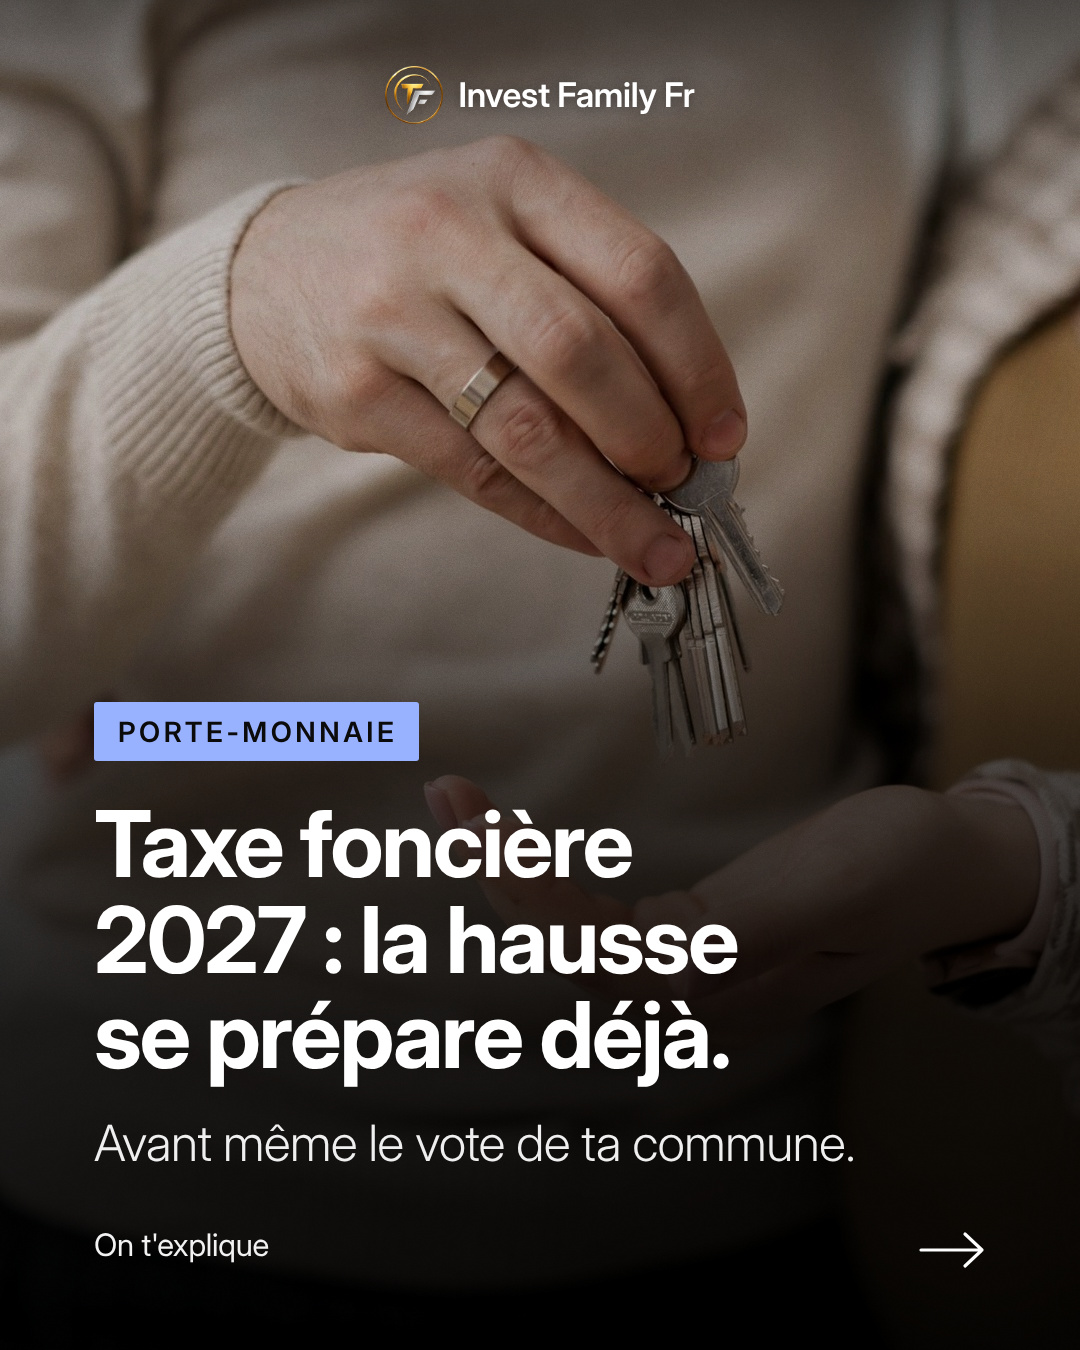 Invest Family Fr
PORTE-MONNAIE
Taxe foncière
2027 : la hausse
se prépare déjà.
Avant même le vote de ta commune.
On t'explique